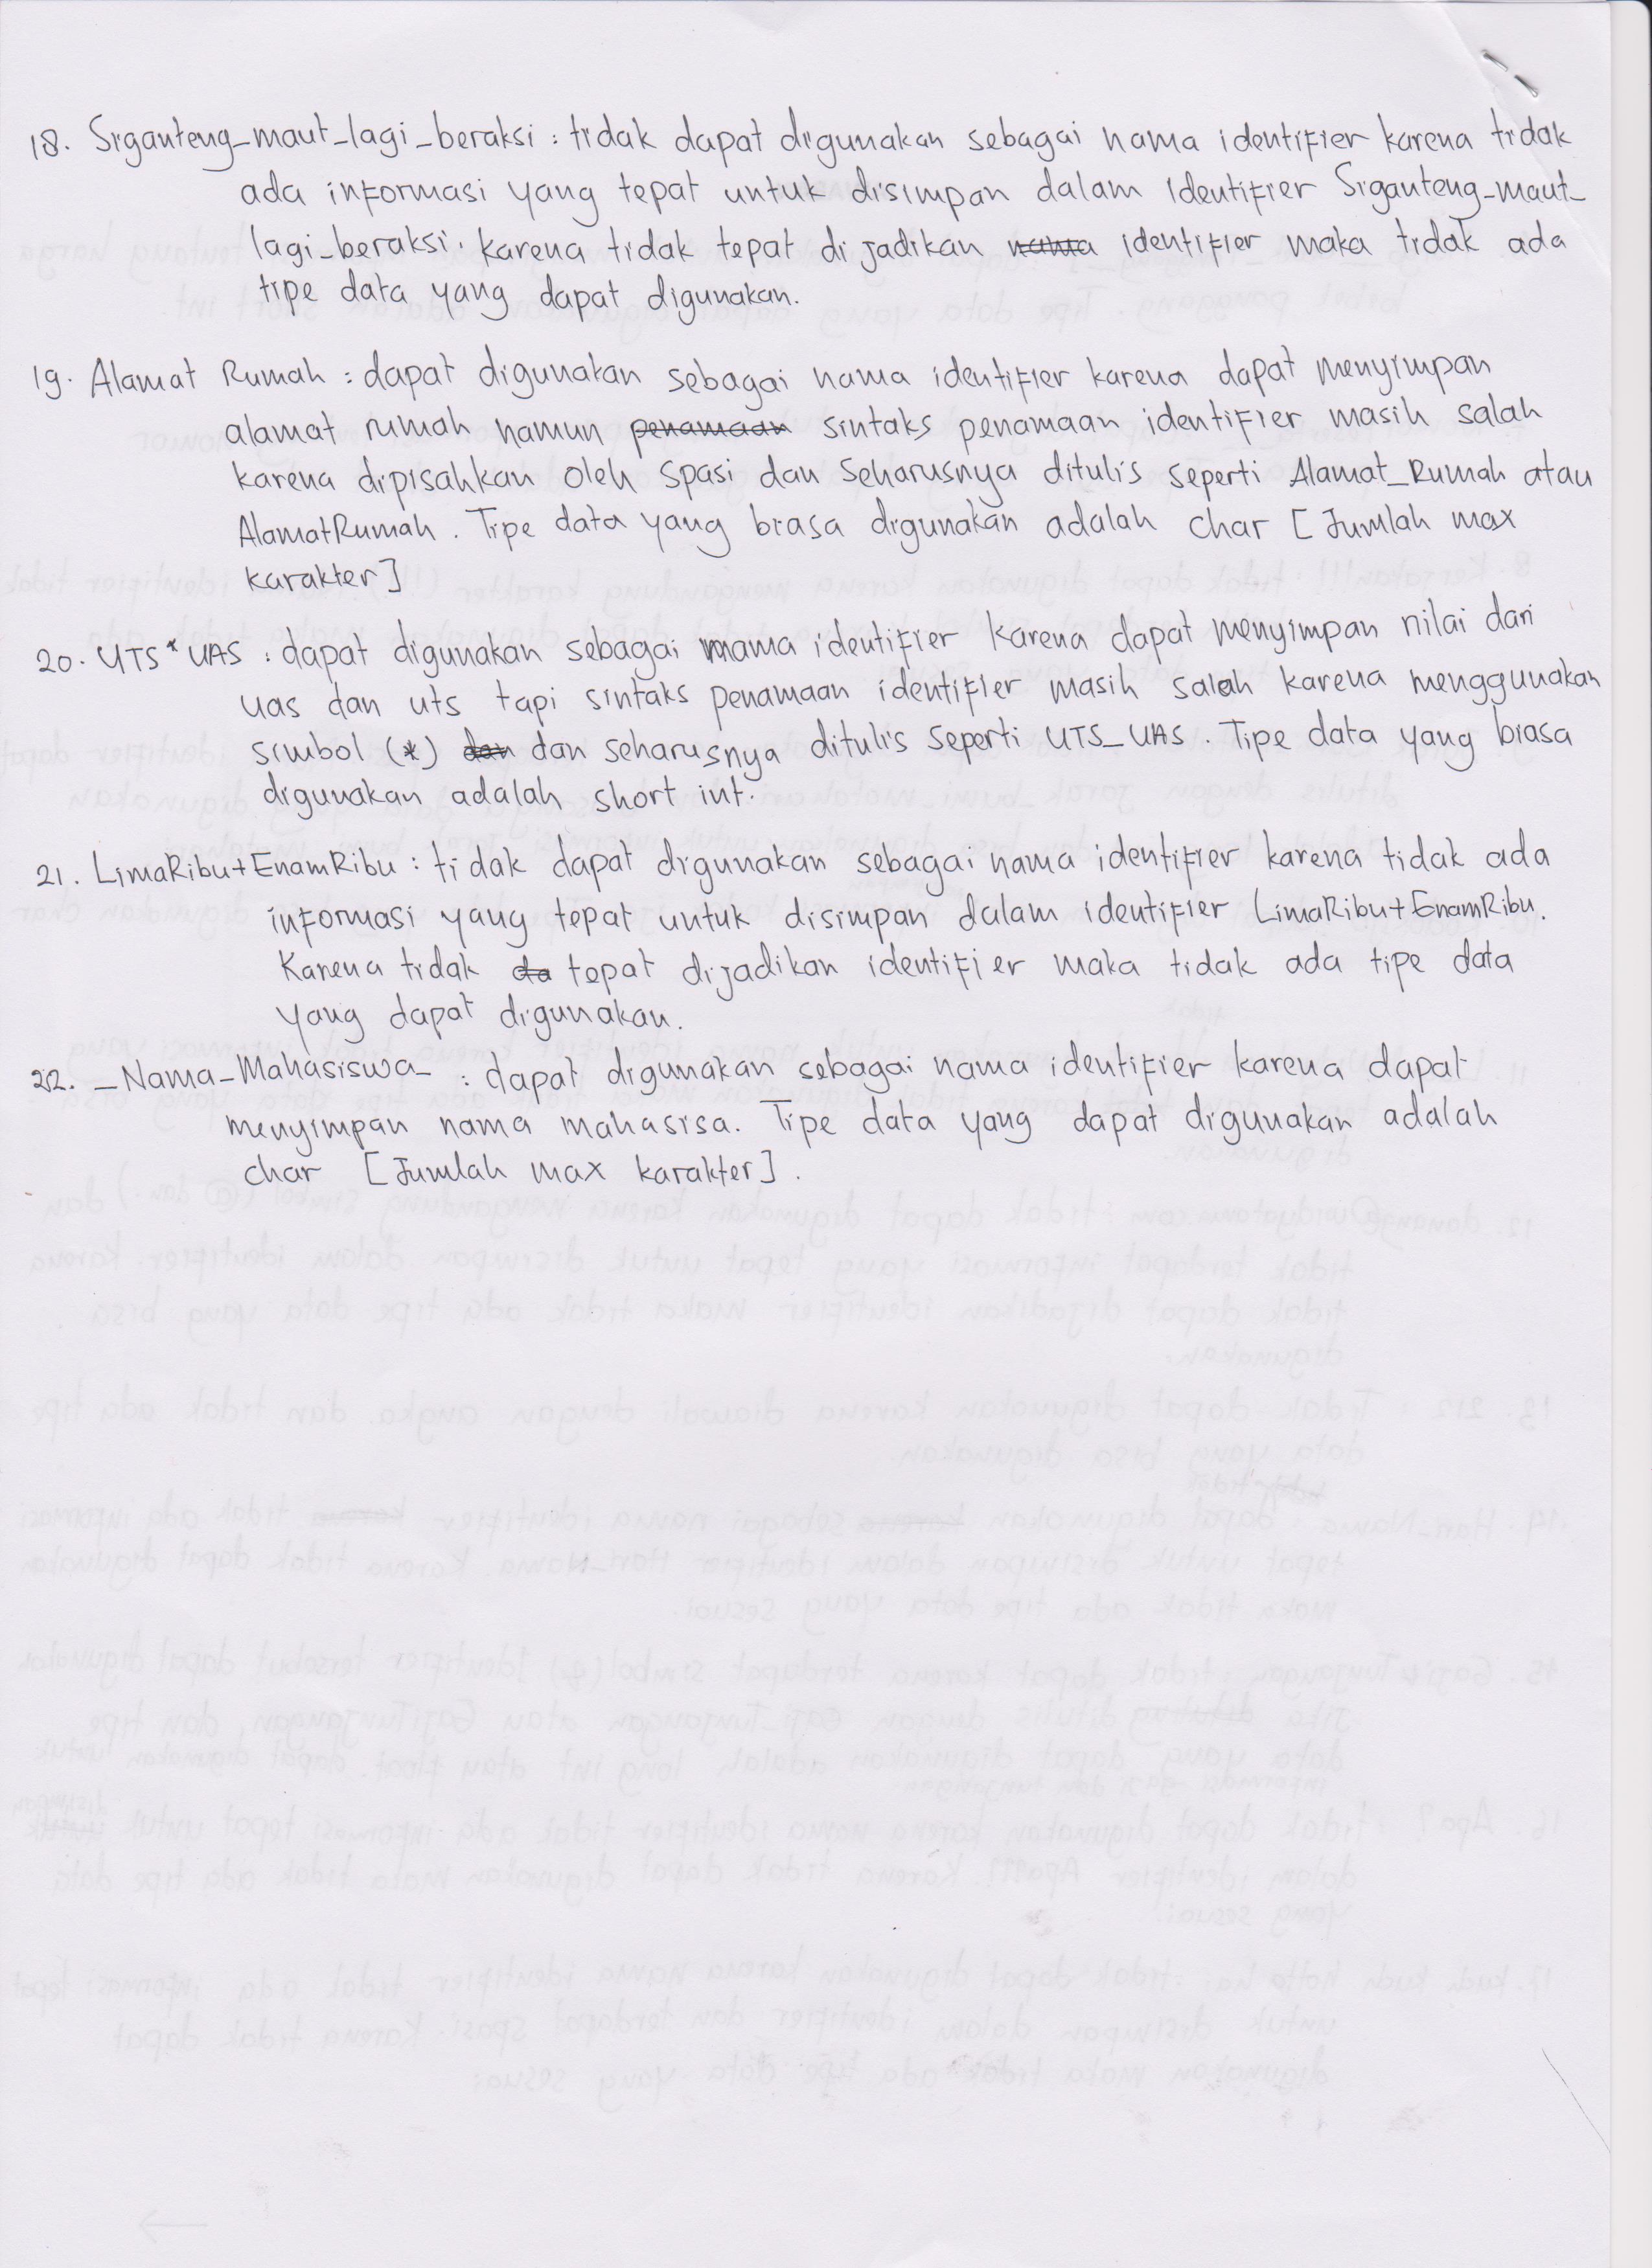 18. Siganteng_maut_lagi_beraksi : tidak dapat digunakan sebagai nama identifier karena tidak
ada informasi yang tepat untuk disimpan dalam identifier Siganteng_maut_
lagi_beraksi. karena tidak tepat di jadikan nama identifier maka tidak ada
tipe data yang dapat digunakan.
19. Alamat Rumah : dapat digunakan sebagai nama identifier karena dapat menyimpan
alamat rumah namun penamaan sintaks penamaan identifier masih salah
karena dipisahkan oleh spasi dan seharusnya ditulis seperti Alamat_Rumah atau
AlamatRumah. Tipe data yang biasa digunakan adalah char [Jumlah max
karakter]
20. UTS*UAS : dapat digunakan sebagai nama identifier karena dapat menyimpan nilai dari
uas dan uts tapi sintaks penamaan identifier masih salah karena menggunakan
simbol (*) dan dan seharusnya ditulis seperti UTS_UAS. Tipe data yang biasa
digunakan adalah short int.
21. LimaRibu+EnamRibu : tidak dapat digunakan sebagai nama identifier karena tidak ada
informasi yang tepat untuk disimpan dalam identifier LimaRibu+EnamRibu.
Karena tidak da tepat dijadikan identifier maka tidak ada tipe data
yang dapat digunakan.
22. _Nama_Mahasiswa_ : dapat digunakan sebagai nama identifier karena dapat
menyimpan nama mahasisa. Tipe data yang dapat digunakan adalah
char [Jumlah max karakter].